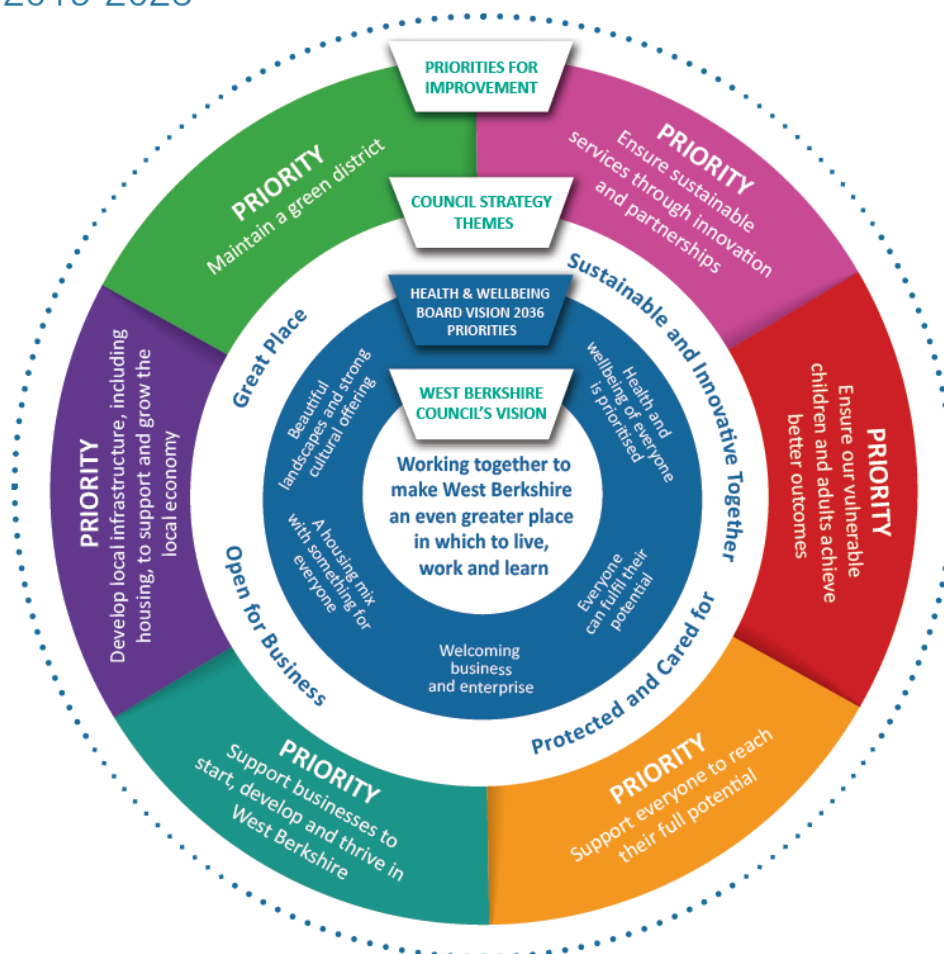 PRIORITIES FOR
IMPROVEMENT
PRIORITY
Maintain a green district
PRIORITY
Ensure sustainable
services through innovation
and partnerships
PRIORITY
Ensure our vulnerable
children and adults achieve
better outcomes
PRIORITY
Support everyone to reach
their full potential
PRIORITY
Support businesses to
start, develop and thrive in
West Berkshire
PRIORITY
Develop local infrastructure, including
housing, to support and grow the
local economy
COUNCIL STRATEGY
THEMES
Great Place
Sustainable and Innovative Together
Protected and Cared for
Open for Business
HEALTH & WELLBEING
BOARD VISION 2036
PRIORITIES
Beautiful
landscapes and strong
cultural offering
Health and
wellbeing of everyone
is prioritised
Everyone
can fulfil their
potential
Welcoming
business
and enterprise
A housing mix
with something for
everyone
WEST BERKSHIRE
COUNCIL'S VISION
Working together to
make West Berkshire
an even greater place
in which to live,
work and learn